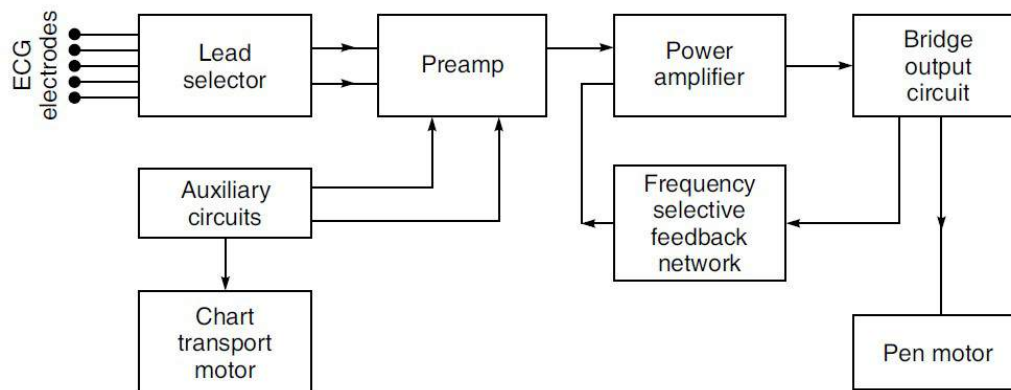 ECG
electrodes
Lead
selector
Preamp
Power
amplifier
Bridge
output
circuit
Auxiliary
circuits
Frequency
selective
feedback
network
Chart
transport
motor
Pen motor